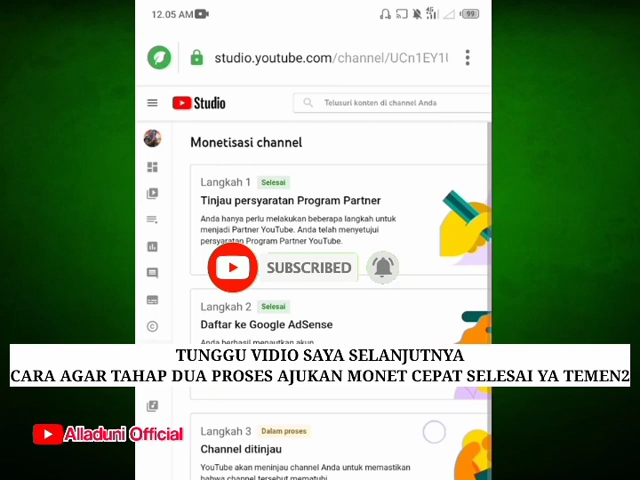 12.05 AM
4G
99
studio.youtube.com/channel/UCn1EY1U
Studio
Telusuri konten di channel Anda
Monetisasi channel
Langkah 1 Selesai
Tinjau persyaratan Program Partner
Anda hanya perlu melakukan beberapa langkah untuk
menjadi Partner YouTube. Anda telah menyetujui
persyaratan Program Partner YouTube.
SUBSCRIBED
Langkah 2 Selesai
Daftar ke Google AdSense
Anda berhasil menautkan akun
TUNGGU VIDIO SAYA SELANJUTNYA
CARA AGAR TAHAP DUA PROSES AJUKAN MONET CEPAT SELESAI YA TEMEN2
Alladuni Official
Langkah 3 Dalam proses
Channel ditinjau
YouTube akan meninjau channel Anda untuk memastikan
bahwa channel tersebut mematuhi